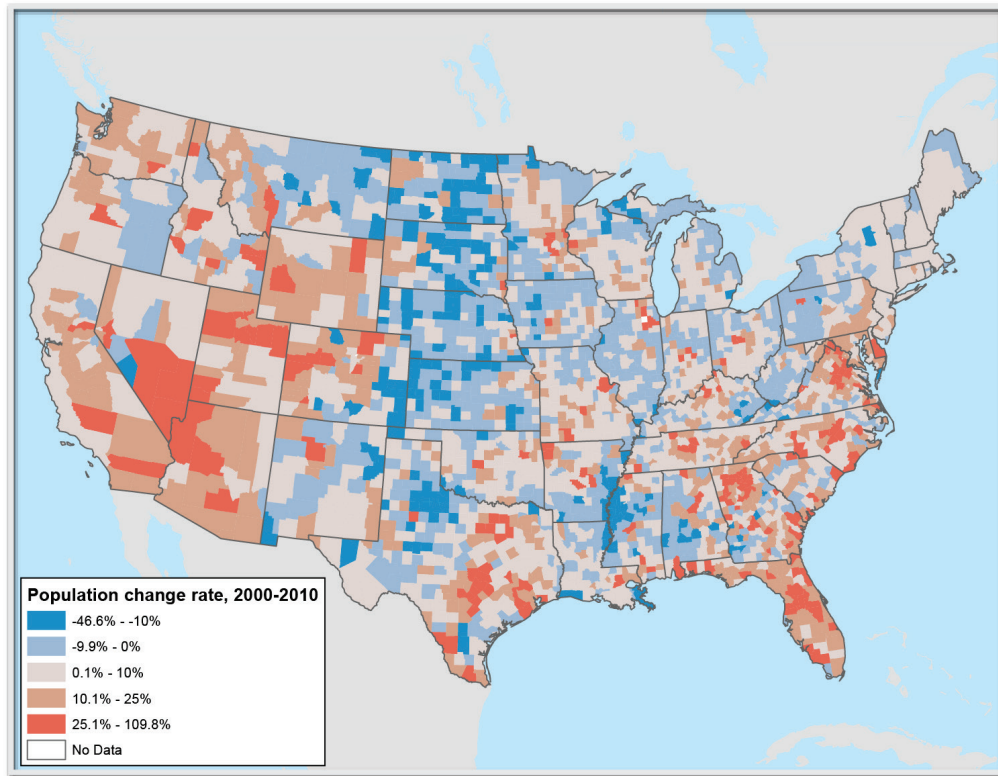 Population change rate, 2000-2010
-46.6% - -10%
-9.9% - 0%
0.1% - 10%
10.1% - 25%
25.1% - 109.8%
No Data